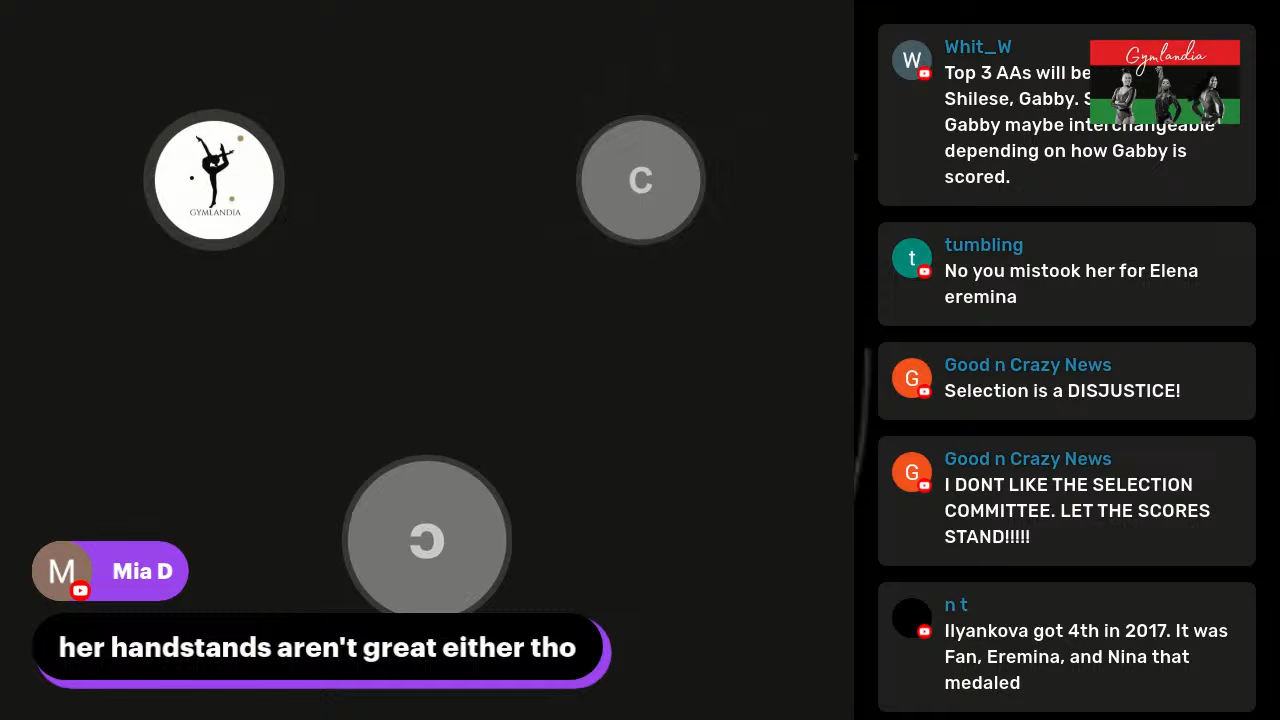 GYMLANDIA
C
C
M
Mia D
her handstands aren't great either tho
W
Whit_W
Top 3 AAs will be
Shilese, Gabby. S
Gabby maybe interchangeable
depending on how Gabby is
scored.
Gymlandia
t
tumbling
No you mistook her for Elena
eremina
G
Good n Crazy News
Selection is a DISJUSTICE!
G
Good n Crazy News
I DONT LIKE THE SELECTION
COMMITTEE. LET THE SCORES
STAND!!!!!
n t
Ilyankova got 4th in 2017. It was
Fan, Eremina, and Nina that
medaled